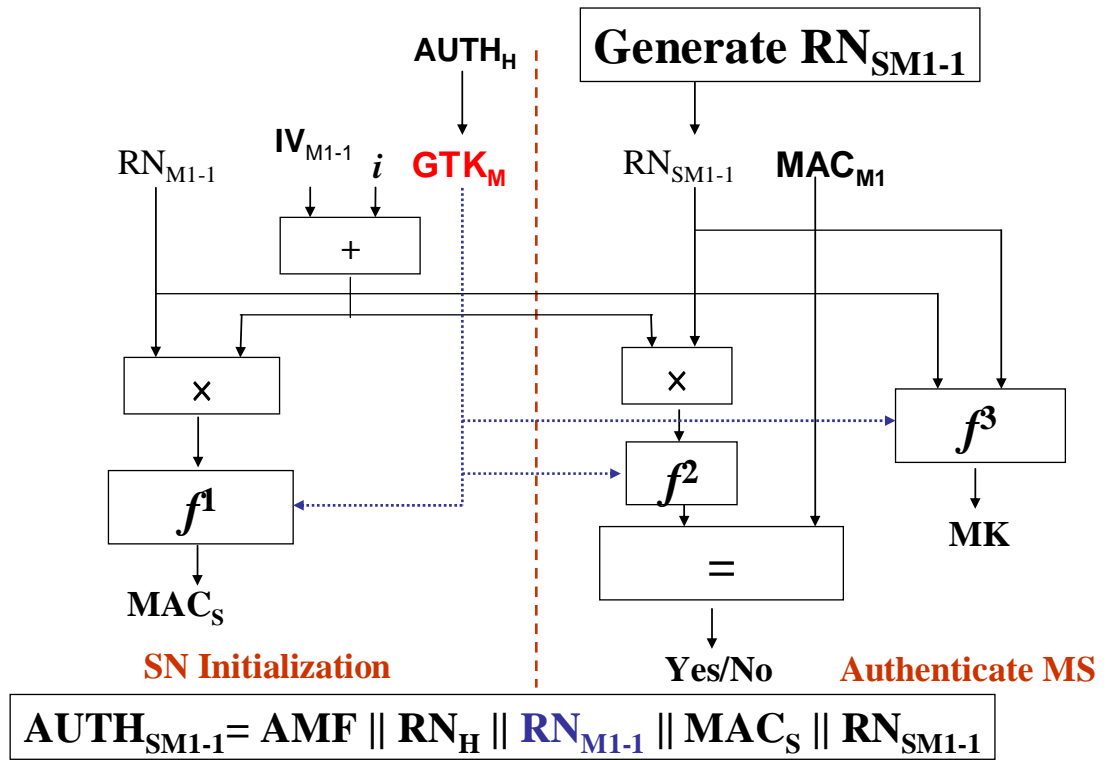 AUTH_H
Generate RN_SM1-1
RN_M1-1
IV_M1-1
i
GTK_M
RN_SM1-1
MAC_M1
+
×
×
f³
f¹
f²
=
MK
MAC_S
SN Initialization
Yes/No
Authenticate MS
AUTH_SM1-1= AMF || RN_H || RN_M1-1 || MAC_S || RN_SM1-1